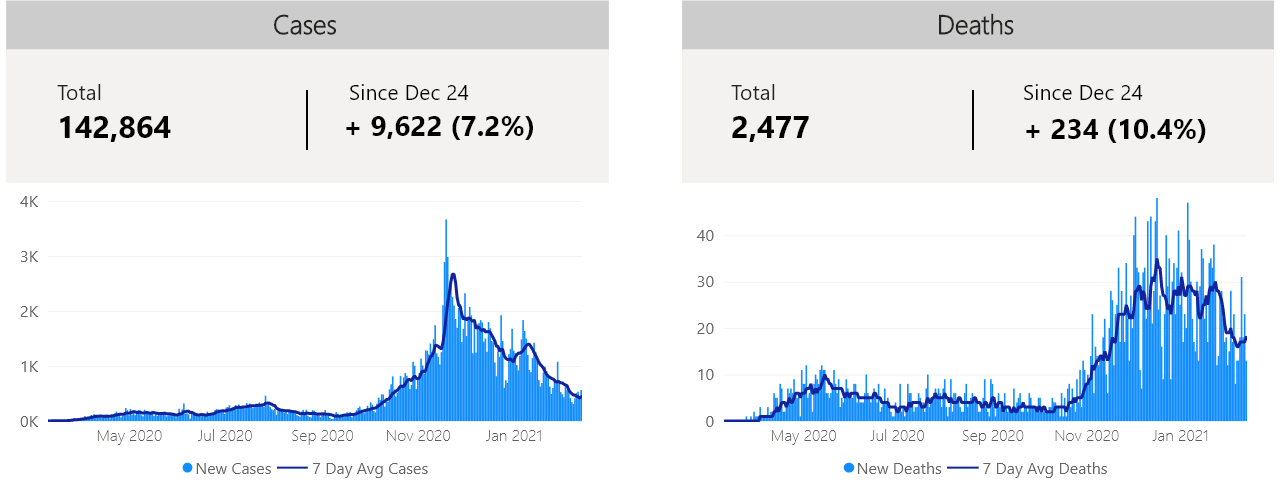 Cases
Total
142,864
Since Dec 24
+ 9,622 (7.2%)
4K
3K
2K
1K
0K
May 2020 Jul 2020 Sep 2020 Nov 2020 Jan 2021
New Cases 7 Day Avg Cases
Deaths
Total
2,477
Since Dec 24
+ 234 (10.4%)
40
30
20
10
0
May 2020 Jul 2020 Sep 2020 Nov 2020 Jan 2021
New Deaths 7 Day Avg Deaths